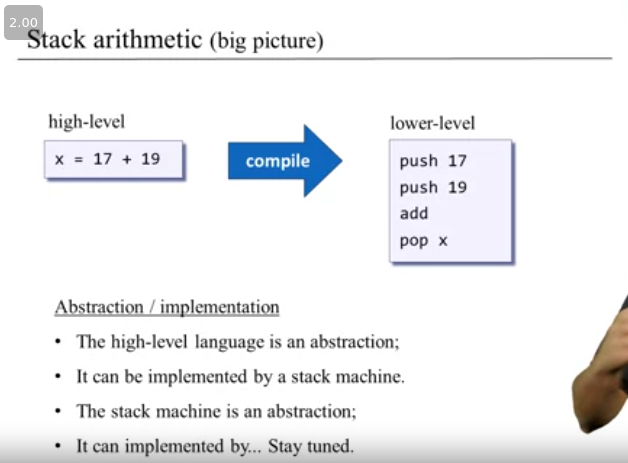 2.00
Stack arithmetic (big picture)
high-level
x = 17 + 19
compile
lower-level
push 17
push 19
add
pop x
Abstraction / implementation
• The high-level language is an abstraction;
• It can be implemented by a stack machine.
• The stack machine is an abstraction;
• It can implemented by... Stay tuned.